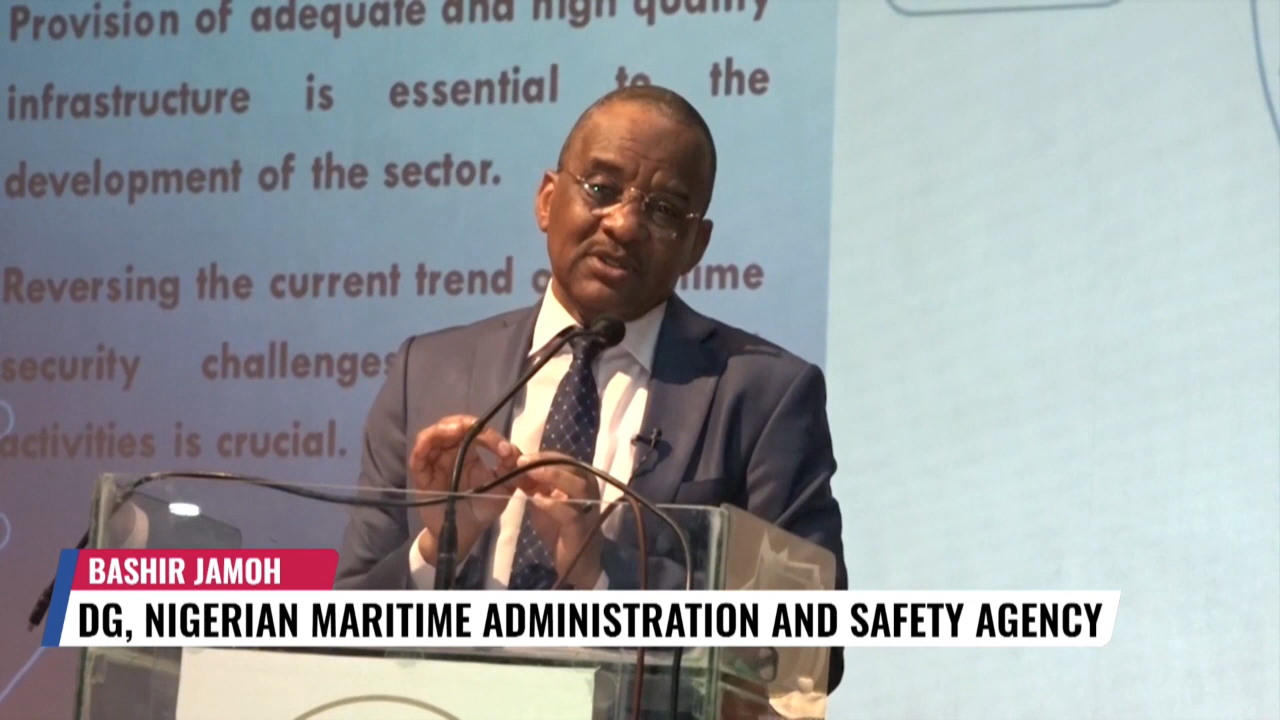 Provision of adequate and high quality
infrastructure is essential to the
development of the sector.
Reversing the current trend
security challenges
activities is crucial.
BASHIR JAMOH
DG, NIGERIAN MARITIME ADMINISTRATION AND SAFETY AGENCY